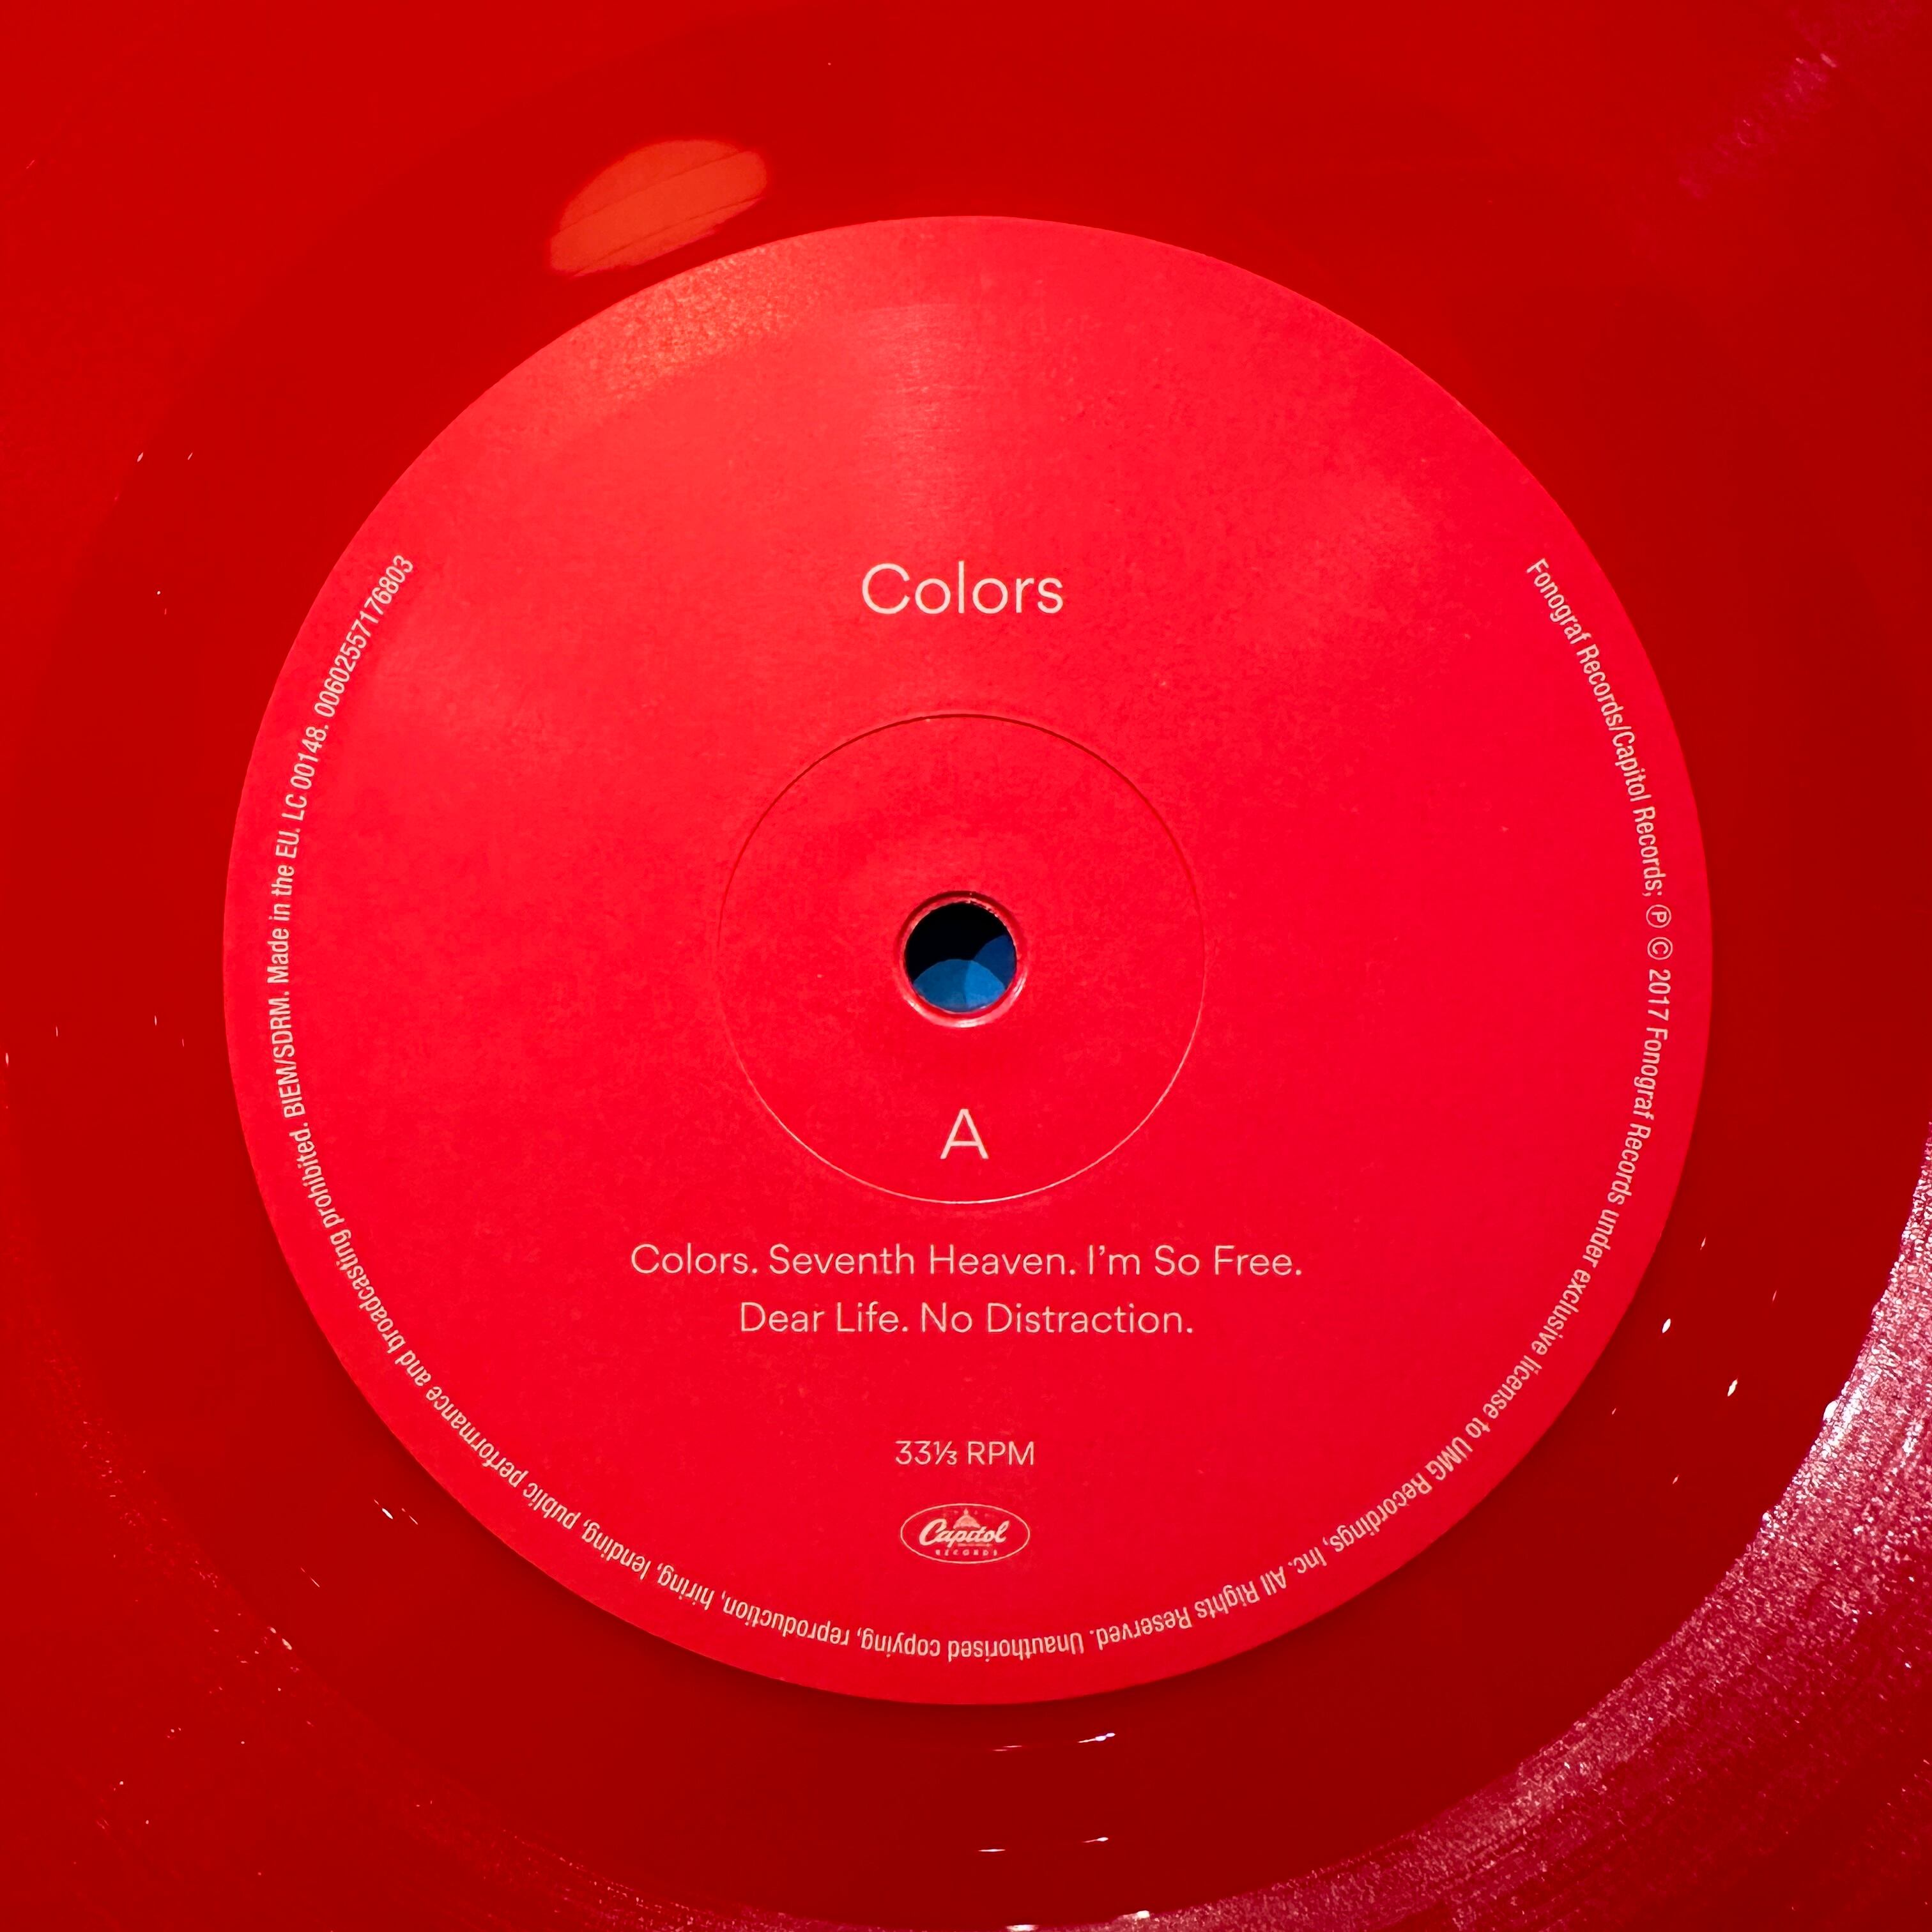 Colors
A
Colors. Seventh Heaven. I'm So Free.
Dear Life. No Distraction.
33⅓ RPM
Capitol
RECORDS
Fonograf Records/Capitol Records; Ⓟ © 2017 Fonograf Records under exclusive license to UMG Recordings, Inc. All Rights Reserved. Unauthorised copying, reproduction, hiring, lending, public performance and broadcasting prohibited. BIEM/SDRM. Made in the EU. LC 00148. 00602557176803